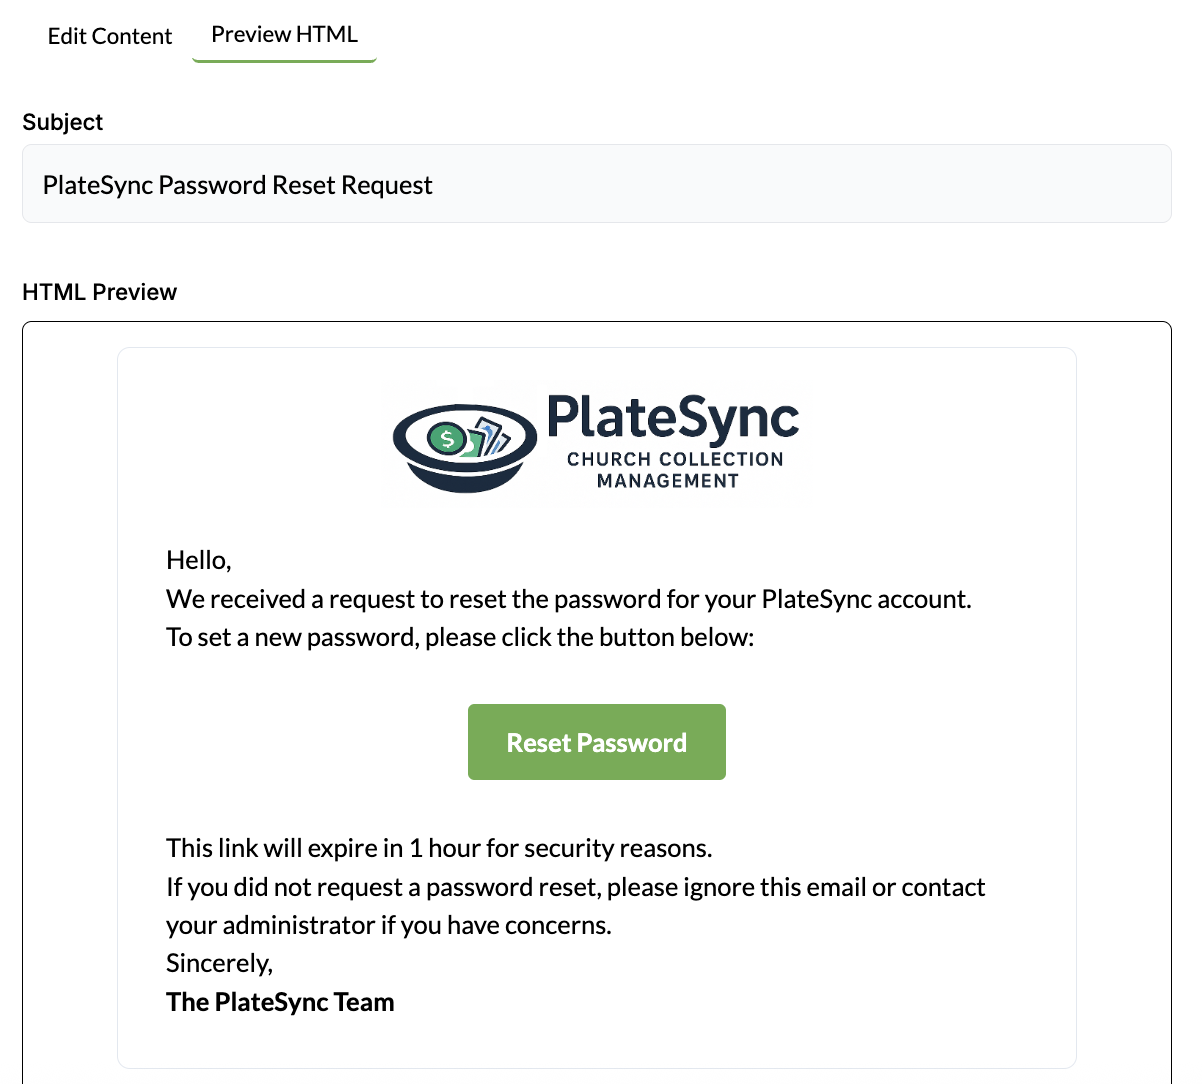 Edit Content Preview HTML
Subject
PlateSync Password Reset Request
HTML Preview
$
PlateSync
CHURCH COLLECTION
MANAGEMENT
Hello,
We received a request to reset the password for your PlateSync account.
To set a new password, please click the button below:
Reset Password
This link will expire in 1 hour for security reasons.
If you did not request a password reset, please ignore this email or contact
your administrator if you have concerns.
Sincerely,
The PlateSync Team